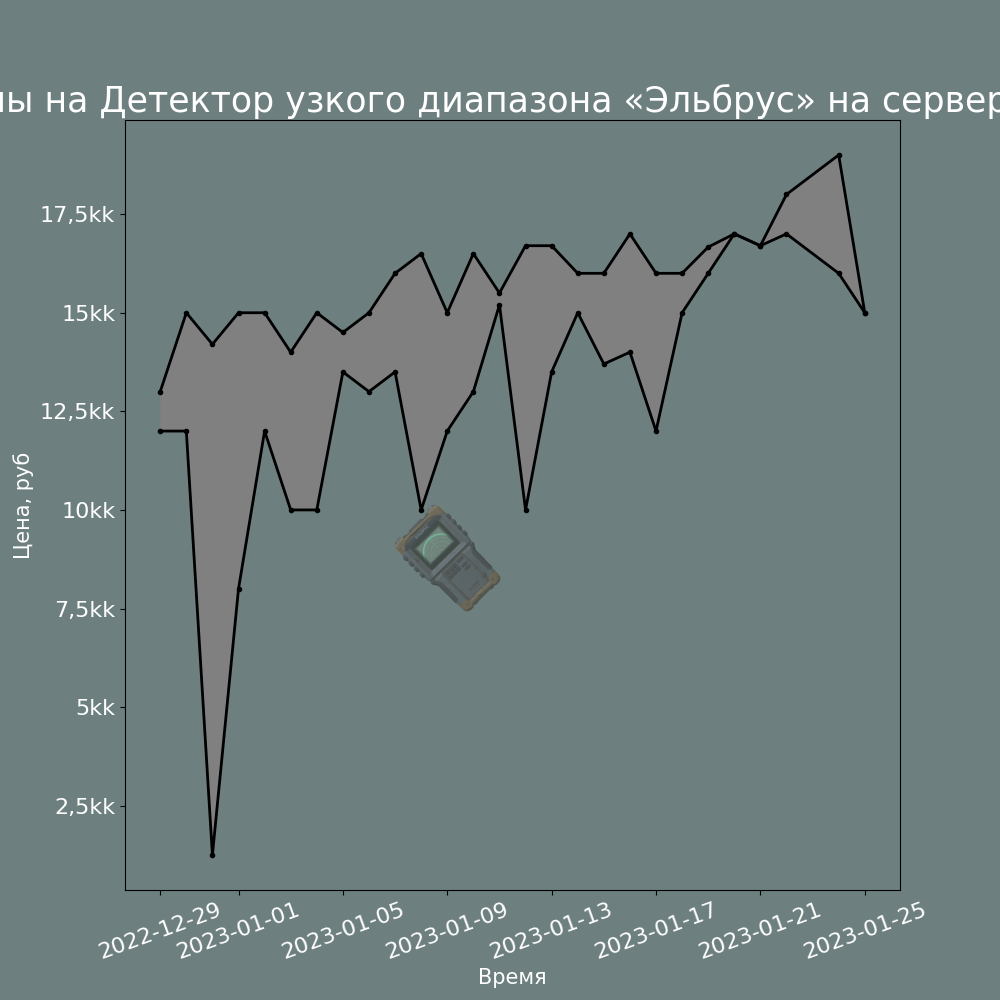 на Детектор узкого диапазона «Эльбрус» на
17,5kk
15kk
12,5kk
10kk
7,5kk
5kk
2,5kk
Цена, руб
2022-12-29
2023-01-01
2023-01-05
2023-01-09
2023-01-13
2023-01-17
2023-01-21
2023-01-25
Время